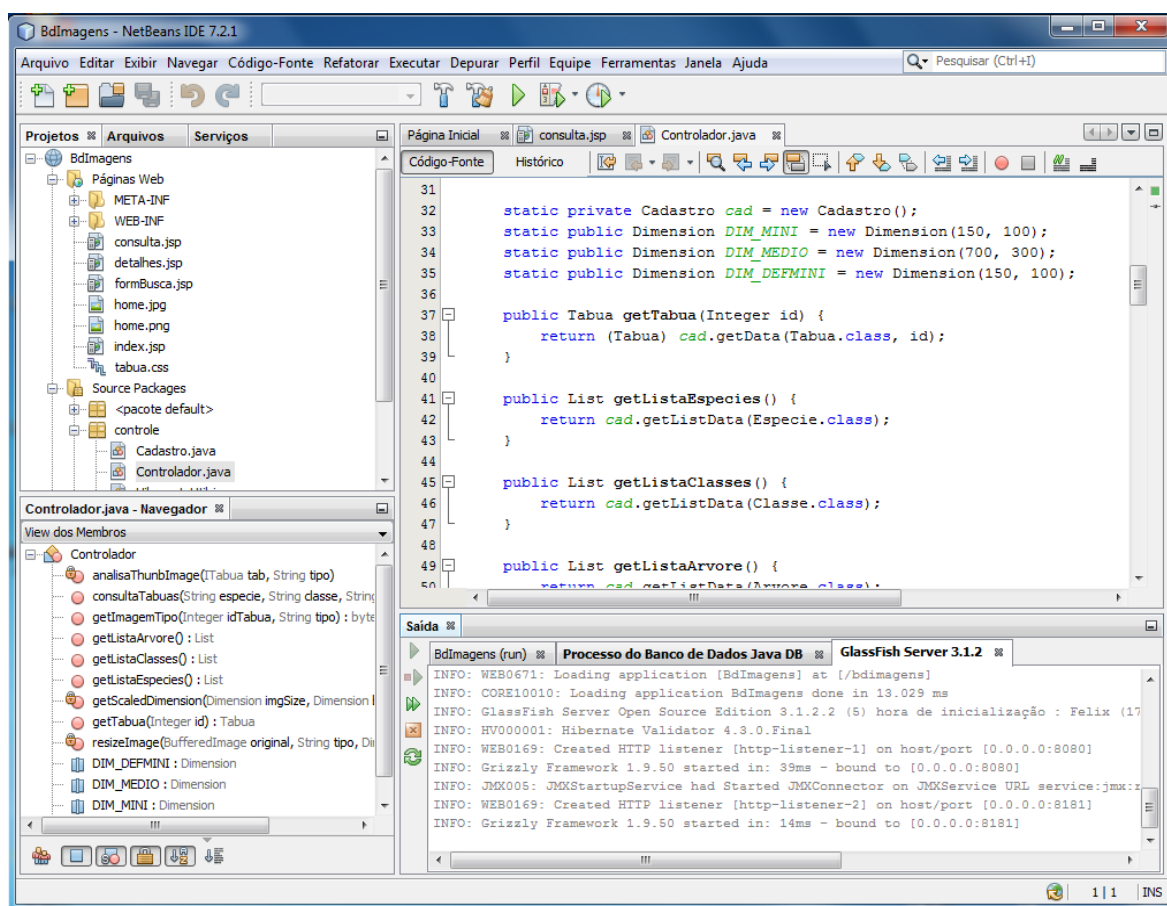 BdImagens - NetBeans IDE 7.2.1
Arquivo Editar Exibir Navegar Código-Fonte Refatorar Executar Depurar Perfil Equipe Ferramentas Janela Ajuda
Pesquisar (Ctrl+I)
Projetos Arquivos Serviços
BdImagens
Páginas Web
META-INF
WEB-INF
consulta.jsp
detalhes.jsp
formBusca.jsp
home.jpg
home.png
index.jsp
tabua.css
Source Packages
<pacote default>
controle
Cadastro.java
Controlador.java
Controlador.java - Navegador
View dos Membros
Controlador
analisaThunbImage(ITabua tab, String tipo)
consultaTabuas(String especie, String classe, String
getImagemTipo(Integer idTabua, String tipo) : byte
getListaArvore() : List
getListaClasses() : List
getListaEspecies() : List
getScaledDimension(Dimension imgSize, Dimension
getTabua(Integer id) : Tabua
resizeImage(BufferedImage original, String tipo,
DIM_DEFMINI : Dimension
DIM_MEDIO : Dimension
DIM_MINI : Dimension
Página Inicial consulta.jsp Controlador.java
Código-Fonte Histórico
31
32 static private Cadastro cad = new Cadastro();
33 static public Dimension DIM_MINI = new Dimension(150, 100);
34 static public Dimension DIM_MEDIO = new Dimension(700, 300);
35 static public Dimension DIM_DEFMINI = new Dimension(150, 100);
36
37 public Tabua getTabua(Integer id) {
38 return (Tabua) cad.getData(Tabua.class, id);
39 }
40
41 public List getListaEspecies() {
42 return cad.getListData(Especie.class);
43 }
44
45 public List getListaClasses() {
46 return cad.getListData(Classe.class);
47 }
48
49 public List getListaArvore() {
50 return cad.getListData(Arvore.class);
Saída
BdImagens (run) Processo do Banco de Dados Java DB GlassFish Server 3.1.2
INFO: WEB0671: Loading application [BdImagens] at [/bdimagens]
INFO: CORE10010: Loading application BdImagens done in 13.029 ms
INFO: GlassFish Server Open Source Edition 3.1.2.2 (5) hora de inicialização : Felix (17
INFO: HV000001: Hibernate Validator 4.3.0.Final
INFO: WEB0169: Created HTTP listener [http-listener-1] on host/port [0.0.0.0:8080]
INFO: Grizzly Framework 1.9.50 started in: 39ms - bound to [0.0.0.0:8080]
INFO: JMX005: JMXStartupService had Started JMXConnector on JMXService URL service:jmx:r
INFO: WEB0169: Created HTTP listener [http-listener-2] on host/port [0.0.0.0:8181]
INFO: Grizzly Framework 1.9.50 started in: 14ms - bound to [0.0.0.0:8181]
1 | 1 INS